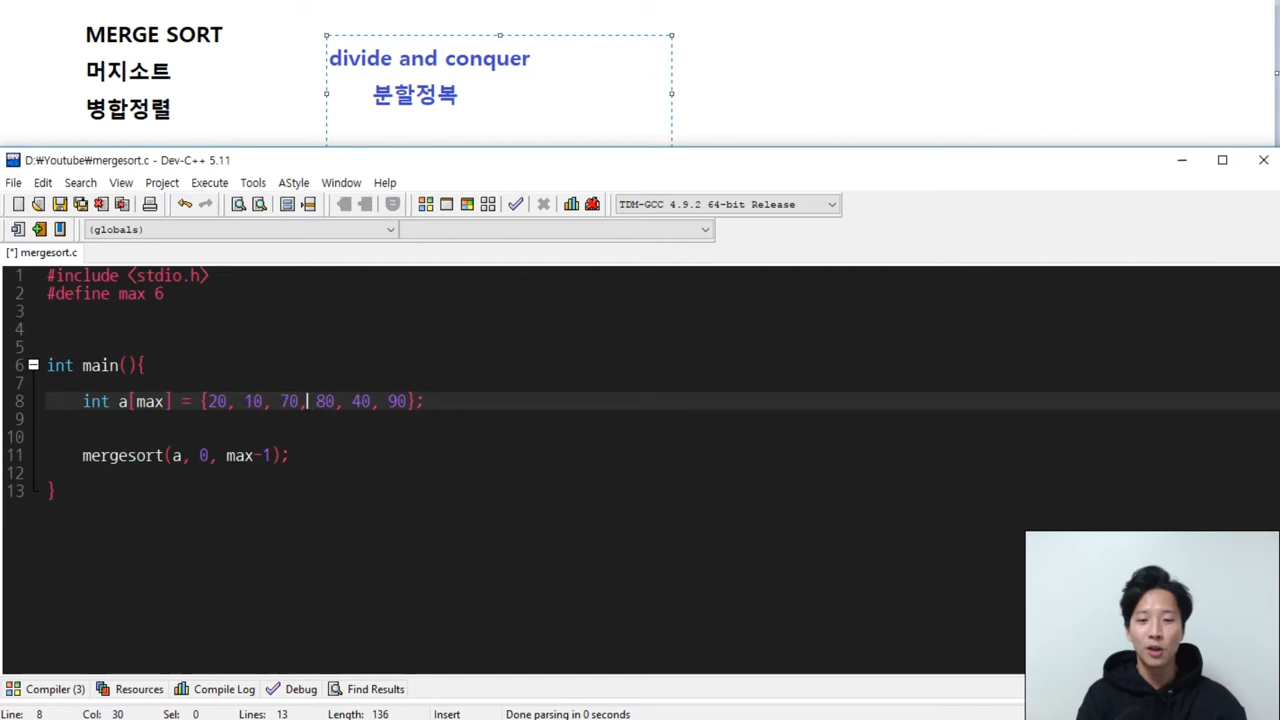 MERGE SORT
머지소트
병합정렬
divide and conquer
분할정복
D:₩Youtube₩mergesort.c - Dev-C++ 5.11
File Edit Search View Project Execute Tools AStyle Window Help
TDM-GCC 4.9.2 64-bit Release
(globals)
[*] mergesort.c
1 #include <stdio.h>
2 #define max 6
3
4
5
6 int main(){
7
8 int a[max] = {20, 10, 70, 80, 40, 90};
9
10
11 mergesort(a, 0, max-1);
12
13 }
Compiler (3) Resources Compile Log Debug Find Results
Line: 8 Col: 30 Sel: 0 Lines: 13 Length: 136 Insert Done parsing in 0 seconds